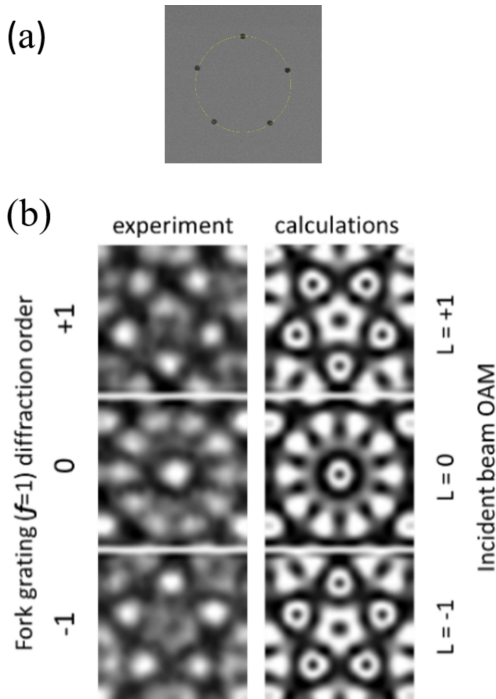 (a)
(b)
experiment calculations
Fork grating (f=1) diffraction order
+1
0
-1
L = +1
L = 0
L = -1
Incident beam OAM